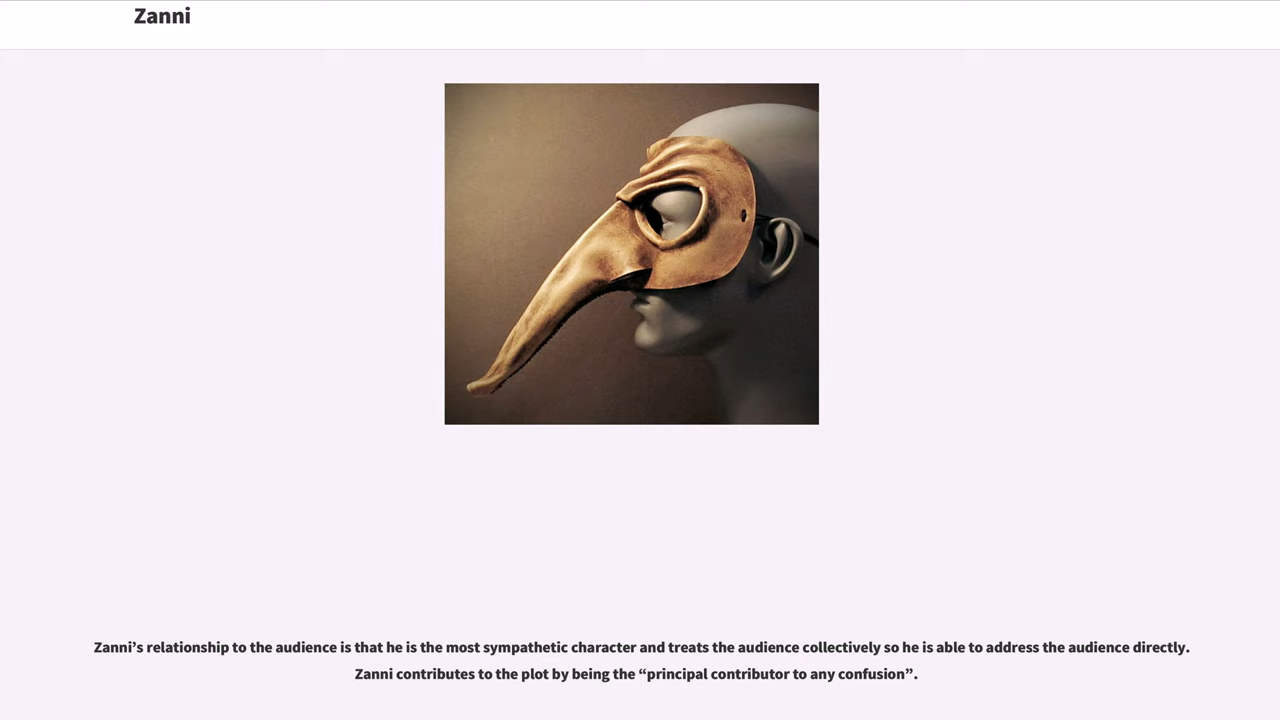 Zanni
Zanni’s relationship to the audience is that he is the most sympathetic character and treats the audience collectively so he is able to address the audience directly.
Zanni contributes to the plot by being the “principal contributor to any confusion”.